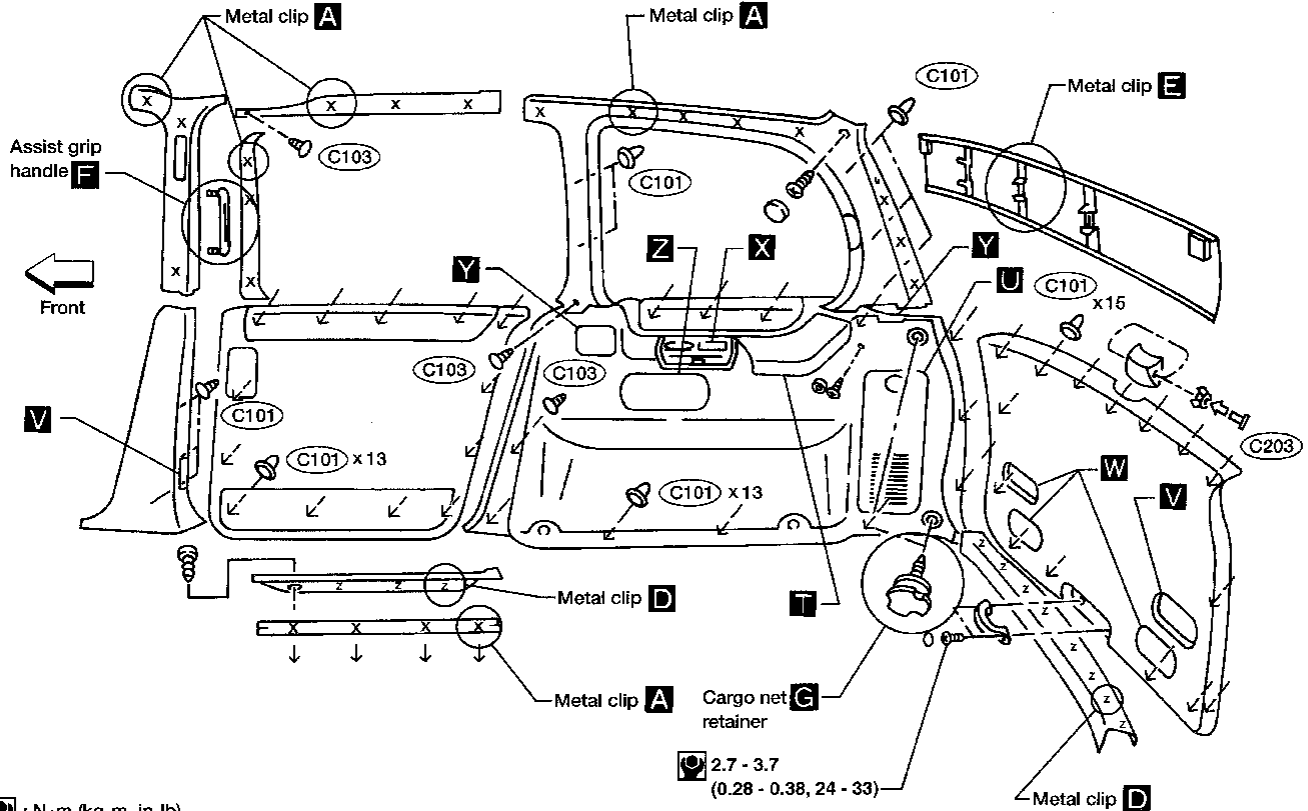 Metal clip A
Metal clip A
C101
Metal clip E
C103
Assist grip
handle F
C101
Z
X
Y
Y
U
C101
x15
Front
C103
C103
V
C101
C203
C101 x13
W
V
C101 x13
Metal clip D
T
Metal clip A
Cargo net G
retainer
2.7 - 3.7
(0.28 - 0.38, 24 - 33)
Metal clip D
: N·m (kg-m, in-lb)